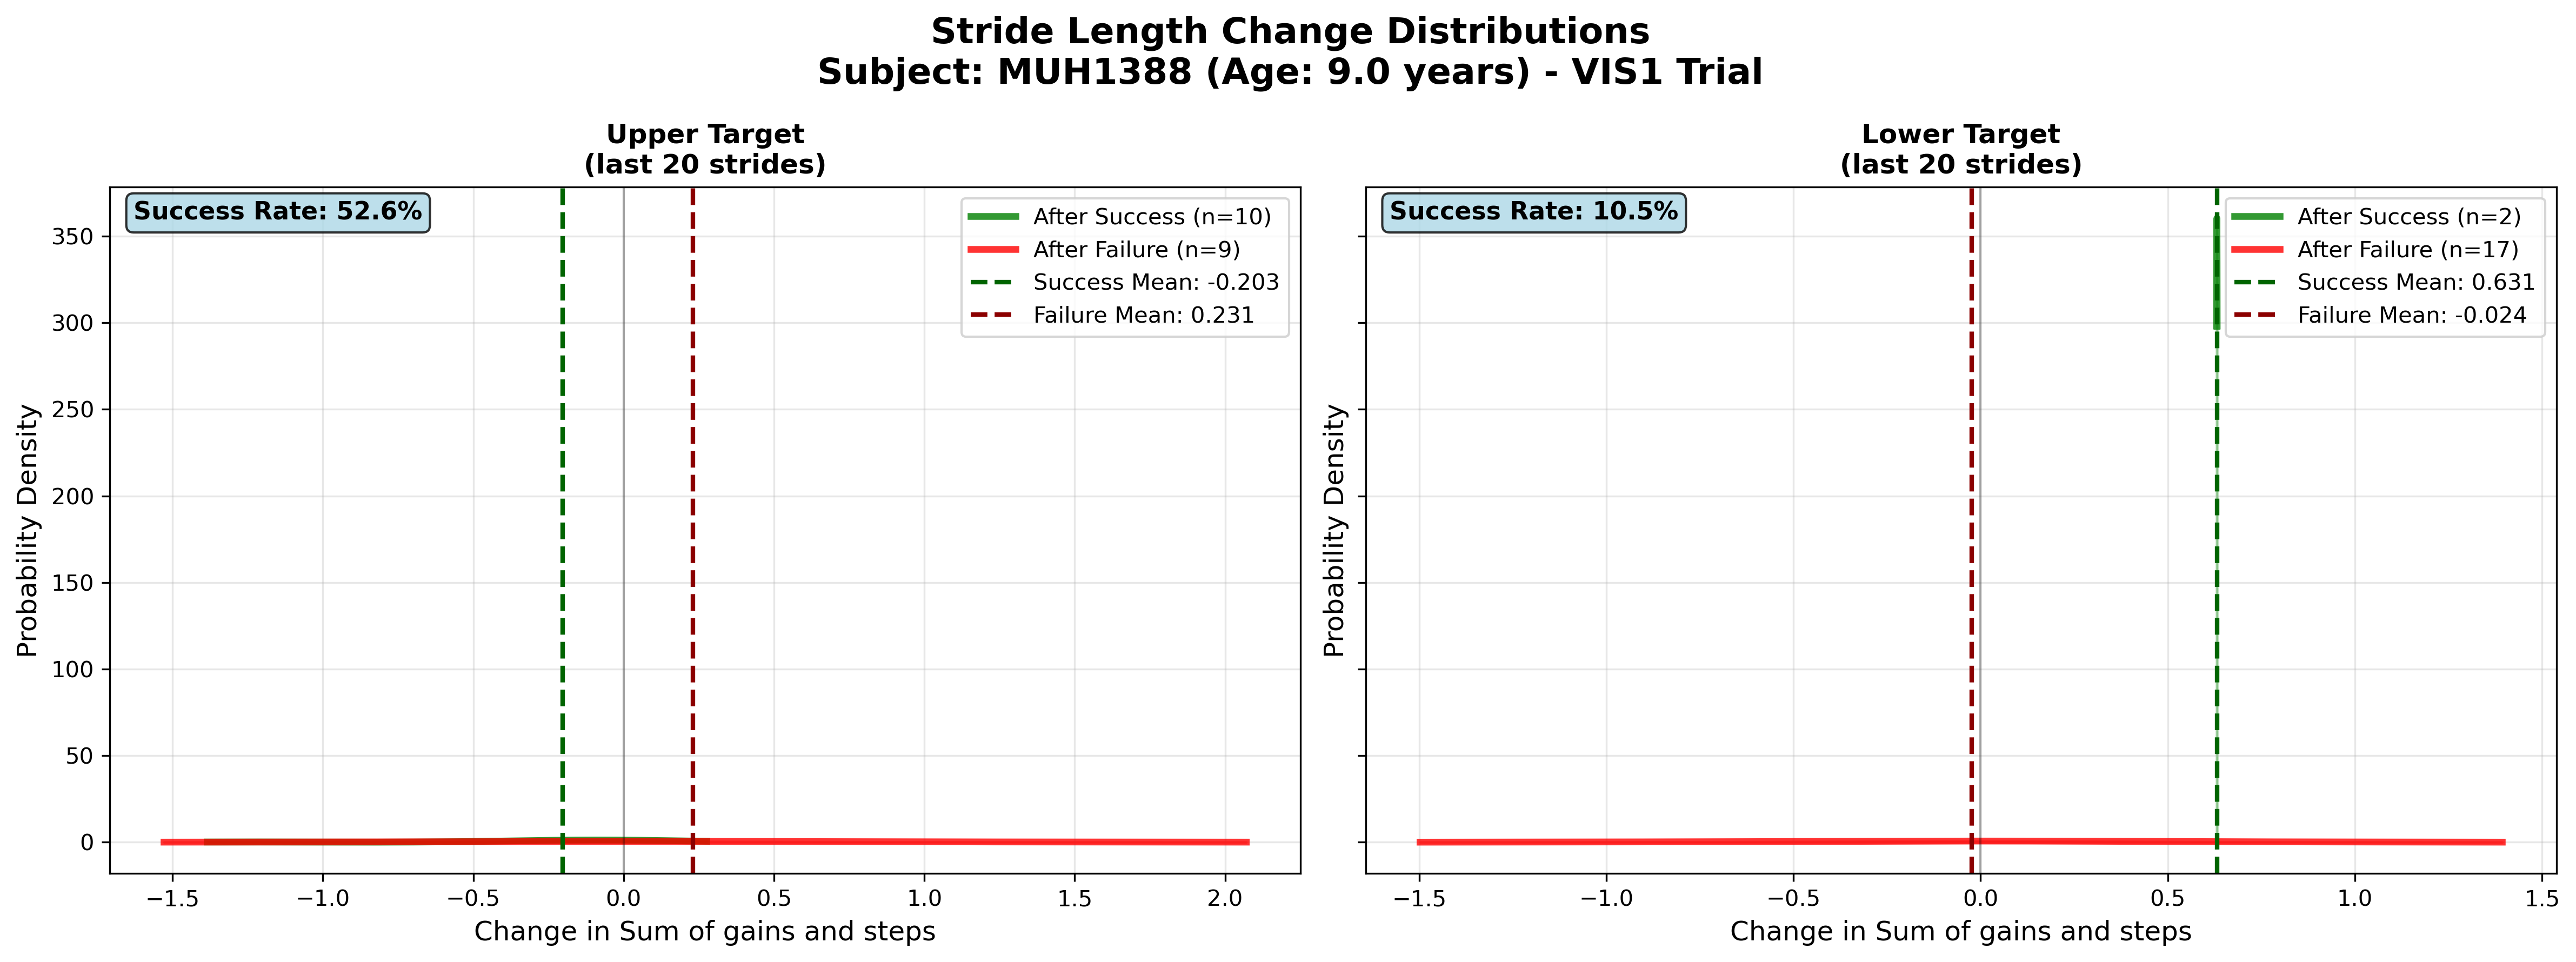 Stride Length Change Distributions
Subject: MUH1388 (Age: 9.0 years) - VIS1 Trial
Upper Target
(last 20 strides)
Success Rate: 52.6%
After Success (n=10)
After Failure (n=9)
Success Mean: -0.203
Failure Mean: 0.231
Probability Density
350
300
250
200
150
100
50
0
−1.5
−1.0
−0.5
0.0
0.5
1.0
1.5
2.0
Change in Sum of gains and steps
Lower Target
(last 20 strides)
Success Rate: 10.5%
After Success (n=2)
After Failure (n=17)
Success Mean: 0.631
Failure Mean: -0.024
Probability Density
−1.5
−1.0
−0.5
0.0
0.5
1.0
1.5
Change in Sum of gains and steps